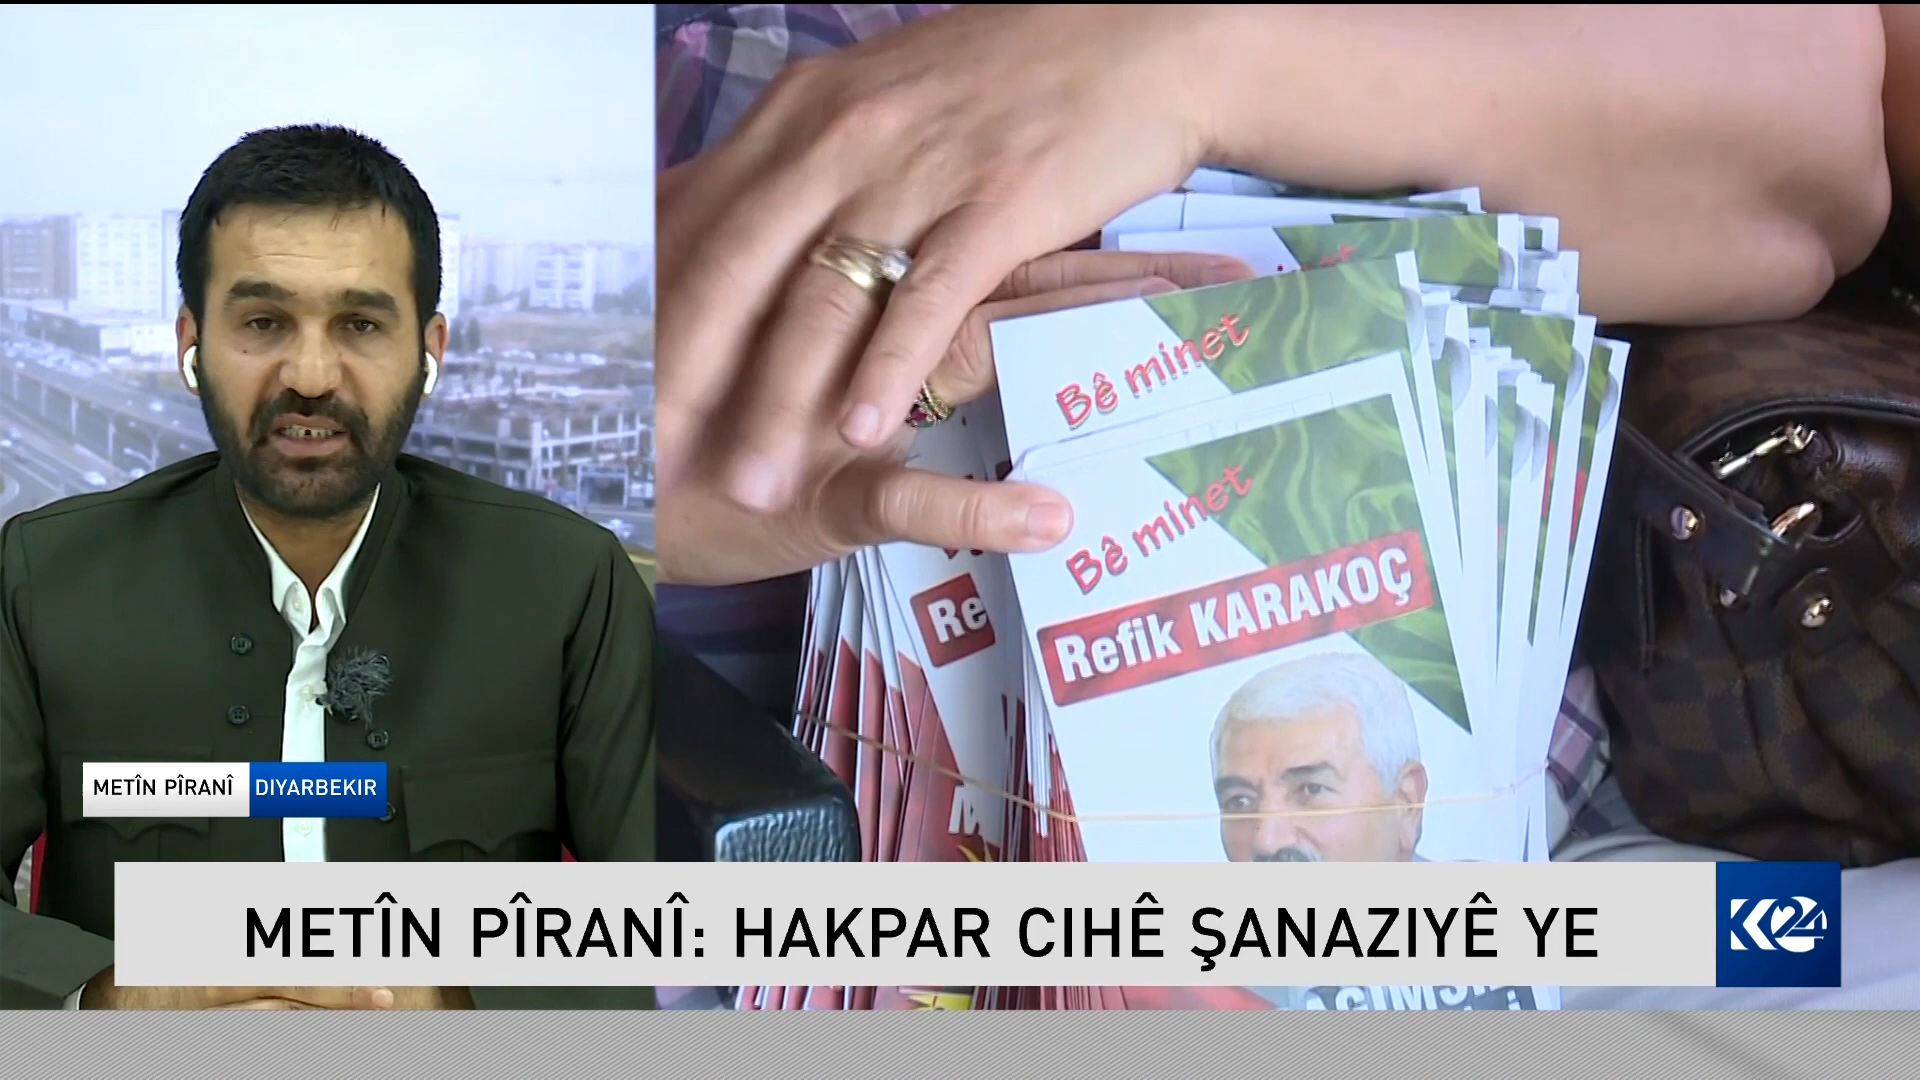 Bê minet
Bê minet
Refik KARAKOÇ
Re
METÎN PÎRANÎ DIYARBEKIR
METÎN PÎRANÎ: HAKPAR CIHÊ ŞANAZIYÊ YE
K24